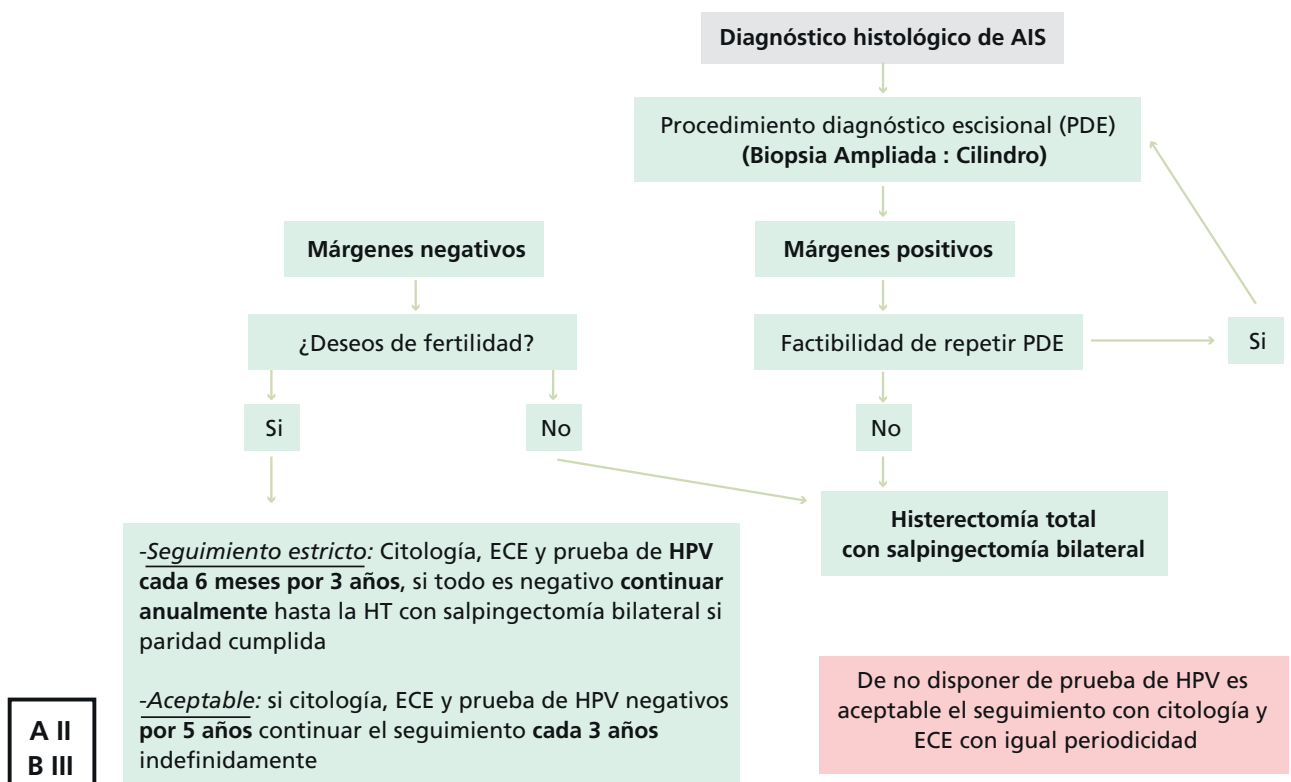 Diagnóstico histológico de AIS
Procedimiento diagnóstico escisional (PDE)
(Biopsia Ampliada : Cilindro)
Márgenes negativos
Márgenes positivos
¿Deseos de fertilidad?
Factibilidad de repetir PDE
Si
Si
No
No
Histerectomía total
con salpingectomía bilateral
-Seguimiento estricto: Citología, ECE y prueba de HPV
cada 6 meses por 3 años, si todo es negativo continuar
anualmente hasta la HT con salpingectomía bilateral si
paridad cumplida
-Aceptable: si citología, ECE y prueba de HPV negativos
por 5 años continuar el seguimiento cada 3 años
indefinidamente
De no disponer de prueba de HPV es
aceptable el seguimiento con citología y
ECE con igual periodicidad
A II
B III